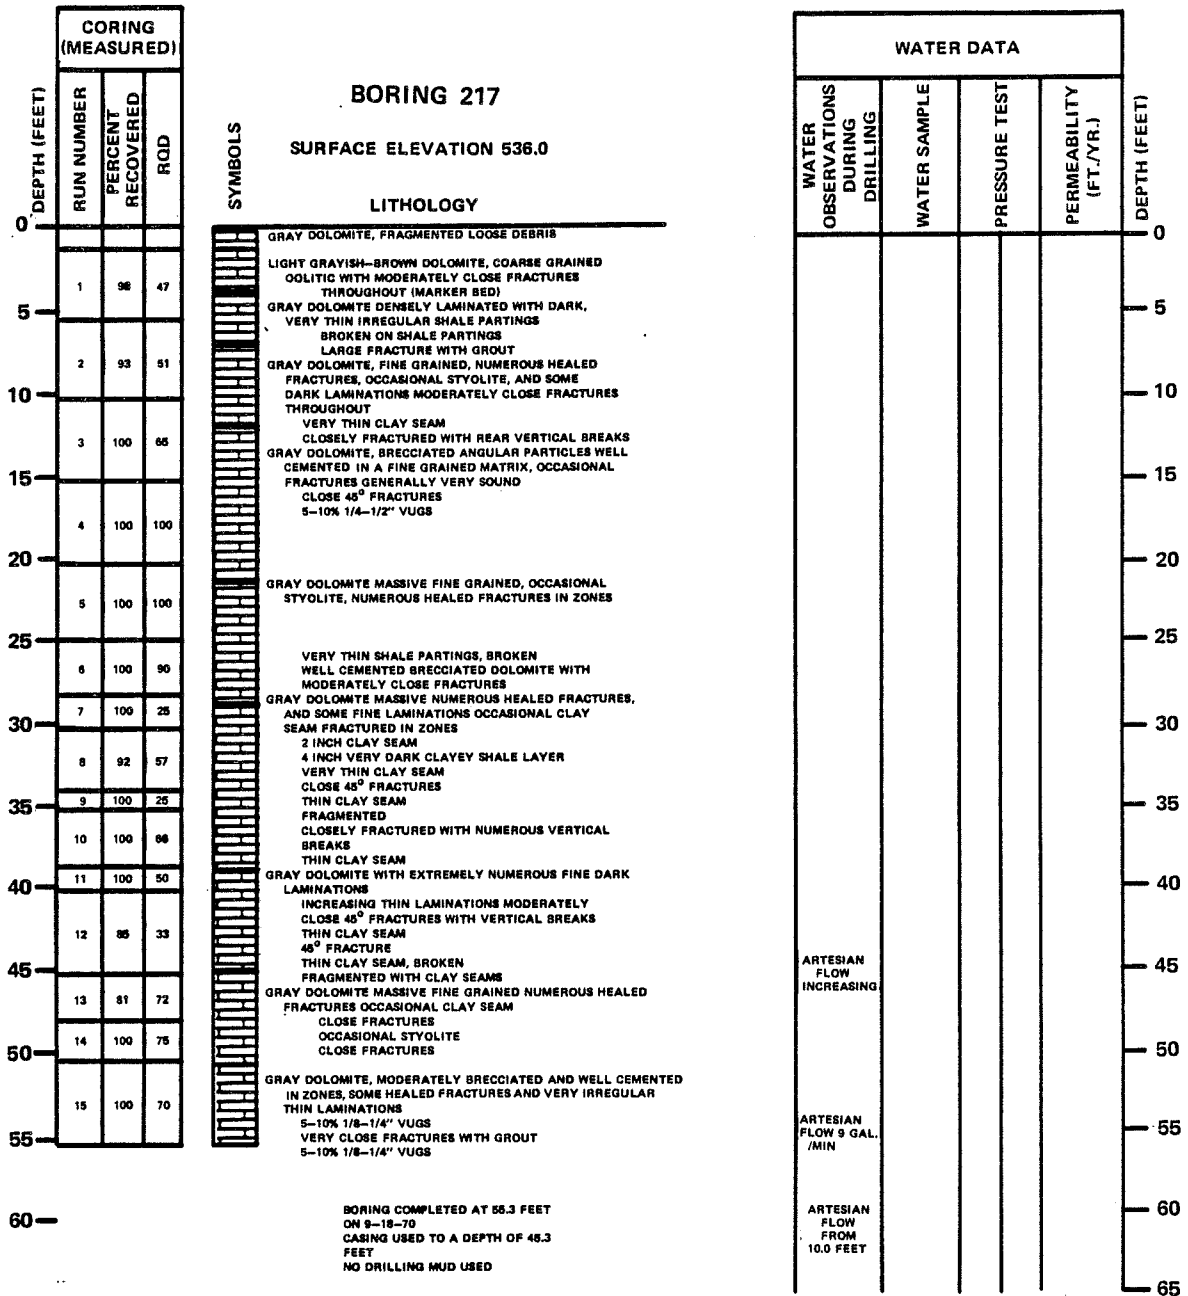 CORING
(MEASURED)
DEPTH (FEET)
RUN NUMBER
PERCENT
RECOVERED
RQD
SYMBOLS
BORING 217
SURFACE ELEVATION 536.0
LITHOLOGY
0
5
10
15
20
25
30
35
40
45
50
55
60
1 98 47
2 93 51
3 100 65
4 100 100
5 100 100
6 100 90
7 100 25
8 92 57
9 100 25
10 100 66
11 100 50
12 85 33
13 81 72
14 100 75
15 100 70
GRAY DOLOMITE, FRAGMENTED LOOSE DEBRIS
LIGHT GRAYISH-BROWN DOLOMITE, COARSE GRAINED
OOLITIC WITH MODERATELY CLOSE FRACTURES
THROUGHOUT (MARKER BED)
GRAY DOLOMITE DENSELY LAMINATED WITH DARK,
VERY THIN IRREGULAR SHALE PARTINGS
BROKEN ON SHALE PARTINGS
LARGE FRACTURE WITH GROUT
GRAY DOLOMITE, FINE GRAINED, NUMEROUS HEALED
FRACTURES, OCCASIONAL STYOLITE, AND SOME
DARK LAMINATIONS MODERATELY CLOSE FRACTURES
THROUGHOUT
VERY THIN CLAY SEAM
CLOSELY FRACTURED WITH REAR VERTICAL BREAKS
GRAY DOLOMITE, BRECCIATED ANGULAR PARTICLES WELL
CEMENTED IN A FINE GRAINED MATRIX, OCCASIONAL
FRACTURES GENERALLY VERY SOUND
CLOSE 45° FRACTURES
5-10% 1/4-1/2" VUGS
GRAY DOLOMITE MASSIVE FINE GRAINED, OCCASIONAL
STYOLITE, NUMEROUS HEALED FRACTURES IN ZONES
VERY THIN SHALE PARTINGS, BROKEN
WELL CEMENTED BRECCIATED DOLOMITE WITH
MODERATELY CLOSE FRACTURES
GRAY DOLOMITE MASSIVE NUMEROUS HEALED FRACTURES,
AND SOME FINE LAMINATIONS OCCASIONAL CLAY
SEAM FRACTURED IN ZONES
2 INCH CLAY SEAM
4 INCH VERY DARK CLAYEY SHALE LAYER
VERY THIN CLAY SEAM
CLOSE 45° FRACTURES
THIN CLAY SEAM
FRAGMENTED
CLOSELY FRACTURED WITH NUMEROUS VERTICAL
BREAKS
THIN CLAY SEAM
GRAY DOLOMITE WITH EXTREMELY NUMEROUS FINE DARK
LAMINATIONS
INCREASING THIN LAMINATIONS MODERATELY
CLOSE 45° FRACTURES WITH VERTICAL BREAKS
THIN CLAY SEAM
45° FRACTURE
THIN CLAY SEAM, BROKEN
FRAGMENTED WITH CLAY SEAMS
GRAY DOLOMITE MASSIVE FINE GRAINED NUMEROUS HEALED
FRACTURES OCCASIONAL CLAY SEAM
CLOSE FRACTURES
OCCASIONAL STYOLITE
CLOSE FRACTURES
GRAY DOLOMITE, MODERATELY BRECCIATED AND WELL CEMENTED
IN ZONES, SOME HEALED FRACTURES AND VERY IRREGULAR
THIN LAMINATIONS
5-10% 1/8-1/4" VUGS
VERY CLOSE FRACTURES WITH GROUT
5-10% 1/8-1/4" VUGS
BORING COMPLETED AT 55.3 FEET
ON 9-18-70
CASING USED TO A DEPTH OF 45.3
FEET
NO DRILLING MUD USED
WATER DATA
WATER
OBSERVATIONS
DURING
DRILLING
WATER SAMPLE
PRESSURE TEST
PERMEABILITY
(FT./YR.)
DEPTH (FEET)
ARTESIAN
FLOW
INCREASING
ARTESIAN
FLOW 9 GAL.
/MIN
ARTESIAN
FLOW
FROM
10.0 FEET
0
5
10
15
20
25
30
35
40
45
50
55
60
65